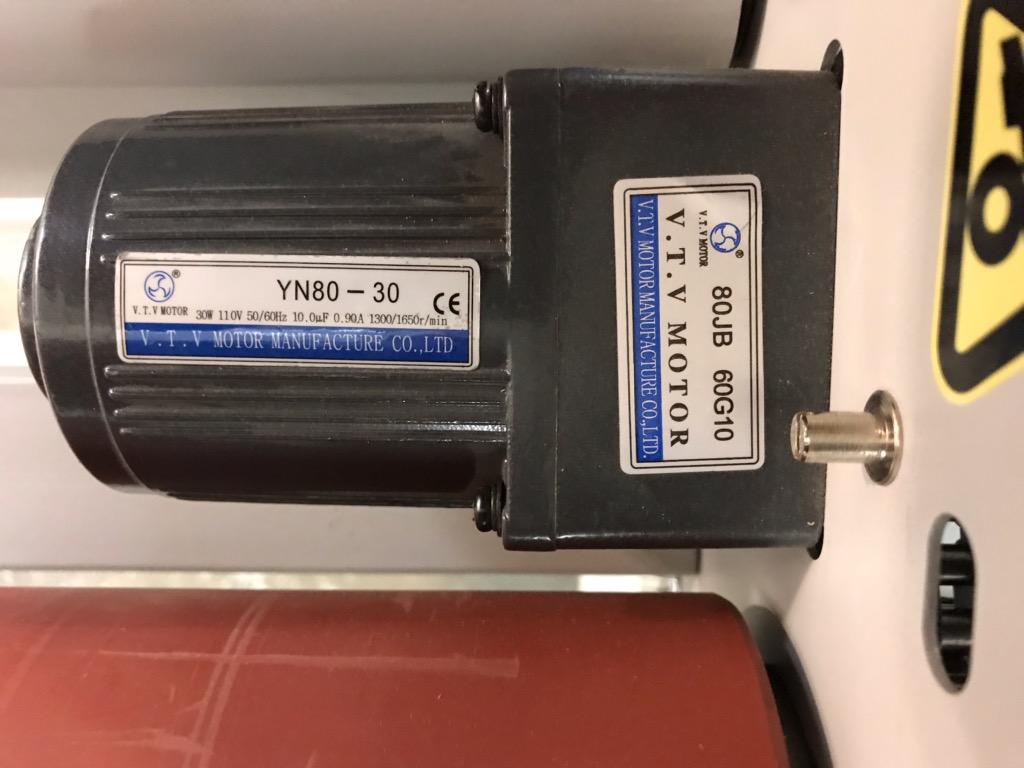 ®
V.T.V MOTOR
YN80－30
CE
30W 110V 50/60Hz 10.0µF 0.90A 1300/1650r/min
V.T.V MOTOR MANUFACTURE CO.,LTD
®
V.T.V MOTOR
80JB 60G10
V.T.V MOTOR
V.T.V MOTOR MANUFACTURE CO.,LTD.